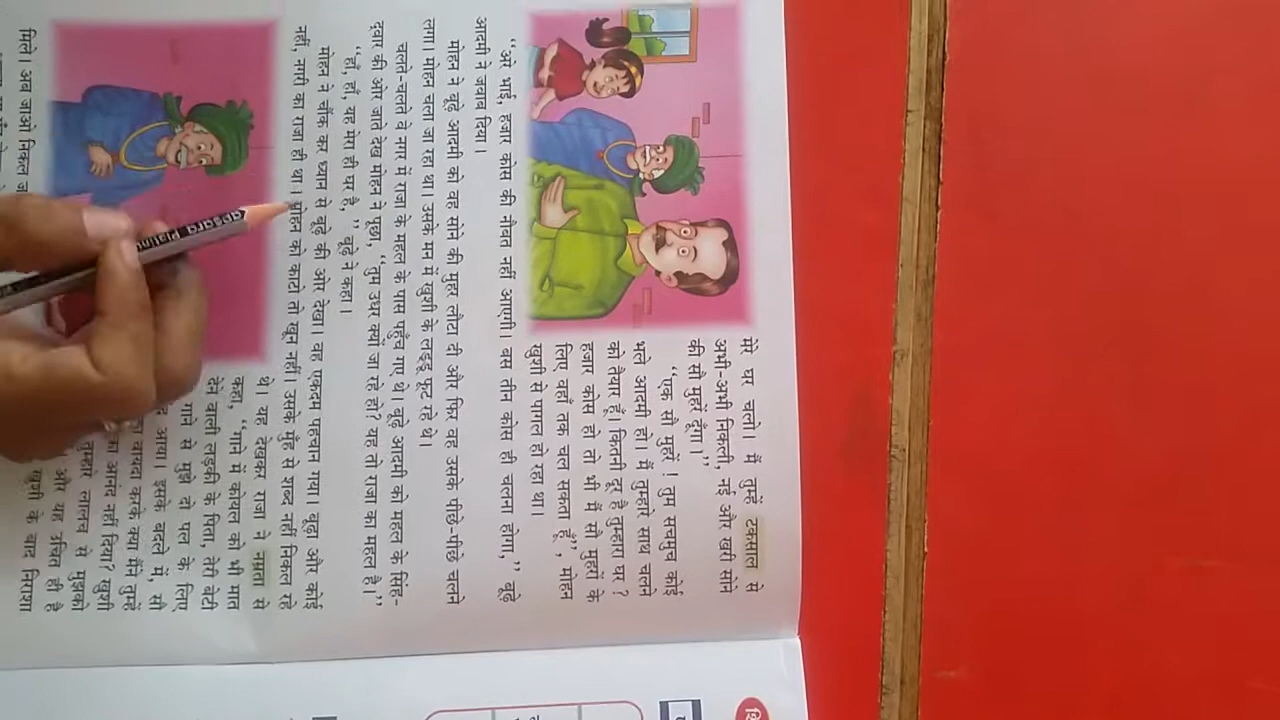 मेरे घर चलो। मैं तुम्हें टकसाल से
अभी-अभी निकली, नई और खरी सोने
की सौ मुहरें दूँगा।”
“एक सौ मुहरें ! तुम सचमुच कोई
भले आदमी हो। मैं तुम्हारे साथ चलने
को तैयार हूँ। कितनी दूर है तुम्हारा घर ?
हजार कोस हो तो भी मैं सौ मुहरों के
लिए वहाँ तक चल सकता हूँ”, मोहन
खुशी से पागल हो रहा था।
“अरे भाई, हजार कोस की नौबत नहीं आएगी। बस तीन कोस ही चलना होगा,” बूढ़े
आदमी ने जवाब दिया।
मोहन ने बूढ़े आदमी को वह सोने की मुहर लौटा दी और फिर वह उसके पीछे-पीछे चलने
लगा। मोहन चला जा रहा था। उसके मन में खुशी के लड्डू फूट रहे थे।
चलते-चलते वे नगर में राजा के महल के पास पहुँच गए थे। बूढ़े आदमी को महल के सिंह-
द्वार की ओर जाते देख मोहन ने पूछा, “तुम उधर क्यों जा रहे हो? वह तो राजा का महल है।”
“हाँ, हाँ, वह मेरा ही घर है,” बूढ़े ने कहा।
मोहन ने चौंक कर ध्यान से बूढ़े की ओर देखा। वह एकदम पहचान गया। बूढ़ा और कोई
नहीं, नगरी का राजा ही था। मोहन को काटो तो खून नहीं। उसके मुँह से शब्द नहीं निकल रहे
थे। यह देखकर राजा ने नम्रता से
कहा, “गाने में कोयल को भी मात
देने वाली लड़की के पिता, तेरी बेटी
गाने से मुझे दो पल के लिए
आया। इसके बदले में, सौ
वायदा करके क्या मैंने तुम्हें
का आनंद नहीं दिया? खुशी
तुम्हारे लालच से मुझको
और यह उचित ही है
खुशी के बाद निराशा
मिले। अब जाओ निकल